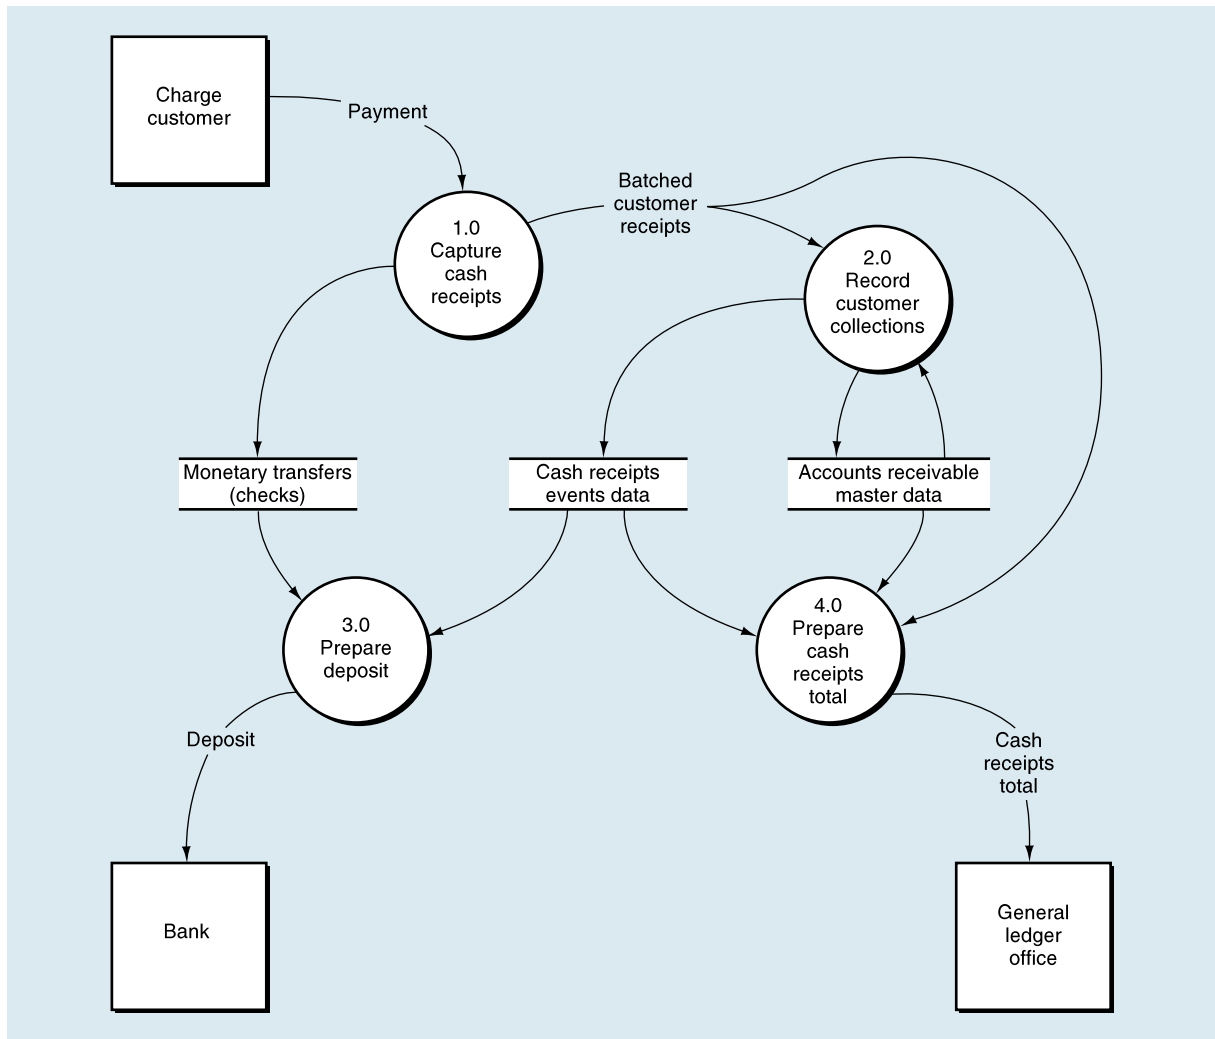 Charge
customer
Payment
Batched
customer
receipts
1.0
Capture
cash
receipts
2.0
Record
customer
collections
Monetary transfers
(checks)
Cash receipts
events data
Accounts receivable
master data
3.0
Prepare
deposit
4.0
Prepare
cash
receipts
total
Deposit
Cash
receipts
total
Bank
General
ledger
office